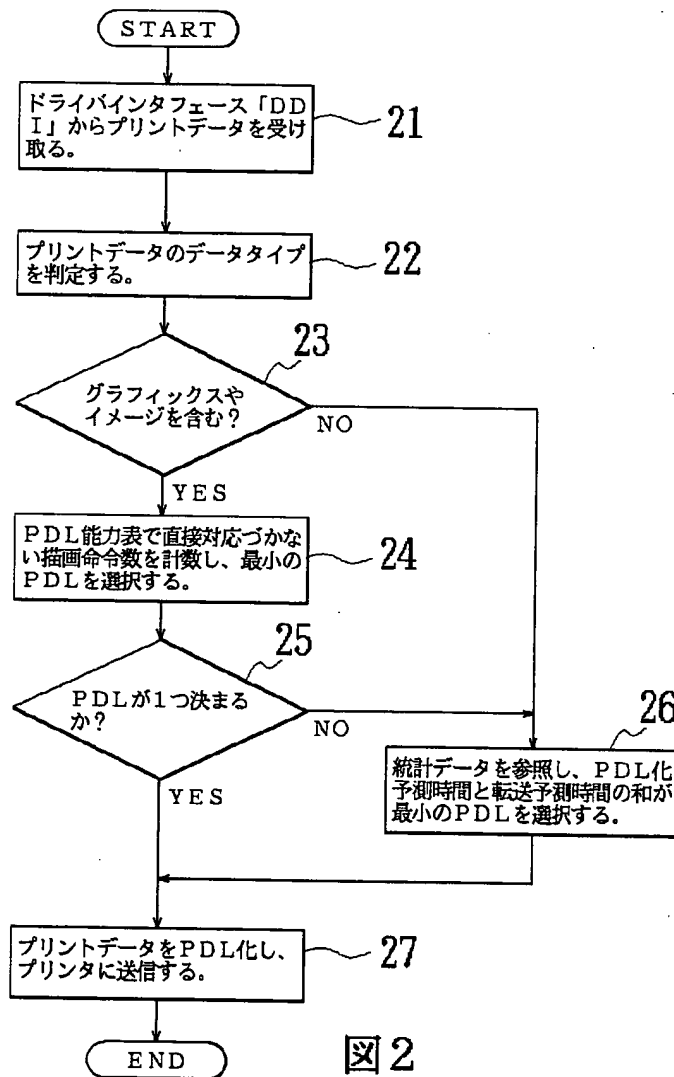 START
ドライバインタフェース「DD
I」からプリントデータを受け
取る。
21
プリントデータのデータタイプ
を判定する。
22
23
グラフィックスや
イメージを含む?
NO
YES
PDL能力表で直接対応づかな
い描画命令数を計数し、最小の
PDLを選択する。
24
25
PDLが1つ決まる
か?
NO
YES
26
統計データを参照し、PDL化
予測時間と転送予測時間の和が
最小のPDLを選択する。
プリントデータをPDL化し、
プリンタに送信する。
27
END
図2